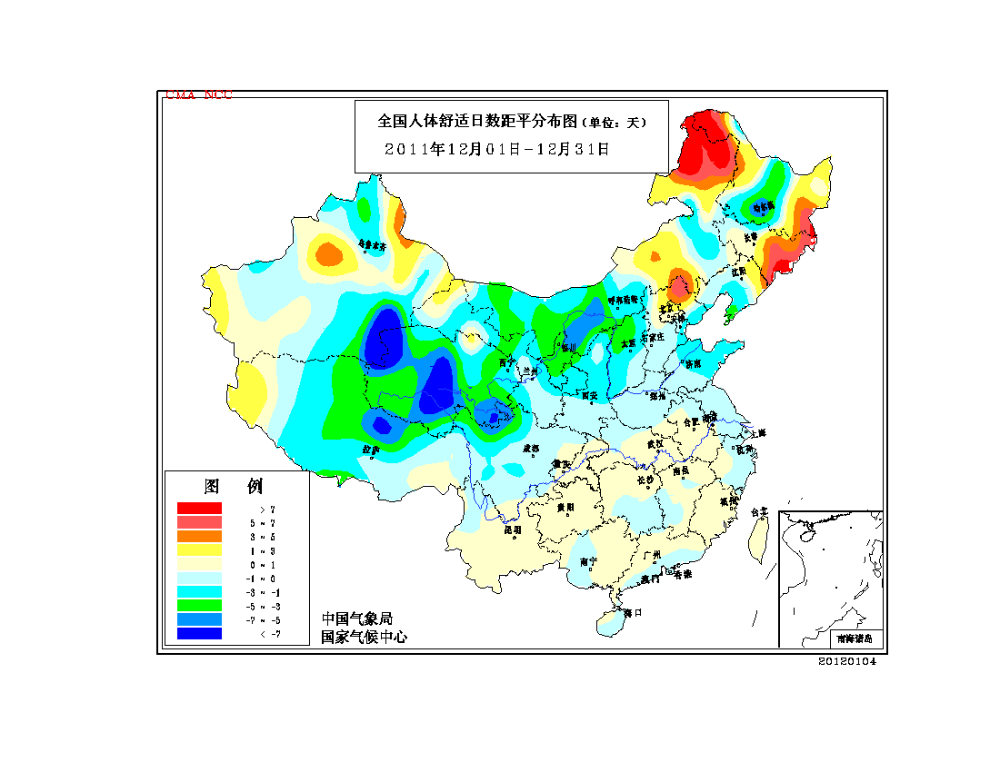 CMA NCC
全国人体舒适日数距平分布图(单位: 天)
2011年12月01日-12月31日
哈尔滨
乌鲁木齐
长春
沈阳
呼和浩特
北京
天津
银川
太原
石家庄
西宁
兰州
济南
西安
郑州
拉萨
成都
合肥
南京
上海
武汉
杭州
重庆
长沙
南昌
贵阳
福州
台北
昆明
南宁
广州
澳门
香港
海口
图 例
> 7
5 ~ 7
3 ~ 5
1 ~ 3
0 ~ 1
-1 ~ 0
-3 ~ -1
-5 ~ -3
-7 ~ -5
< -7
中国气象局
国家气候中心
南海诸岛
20120104